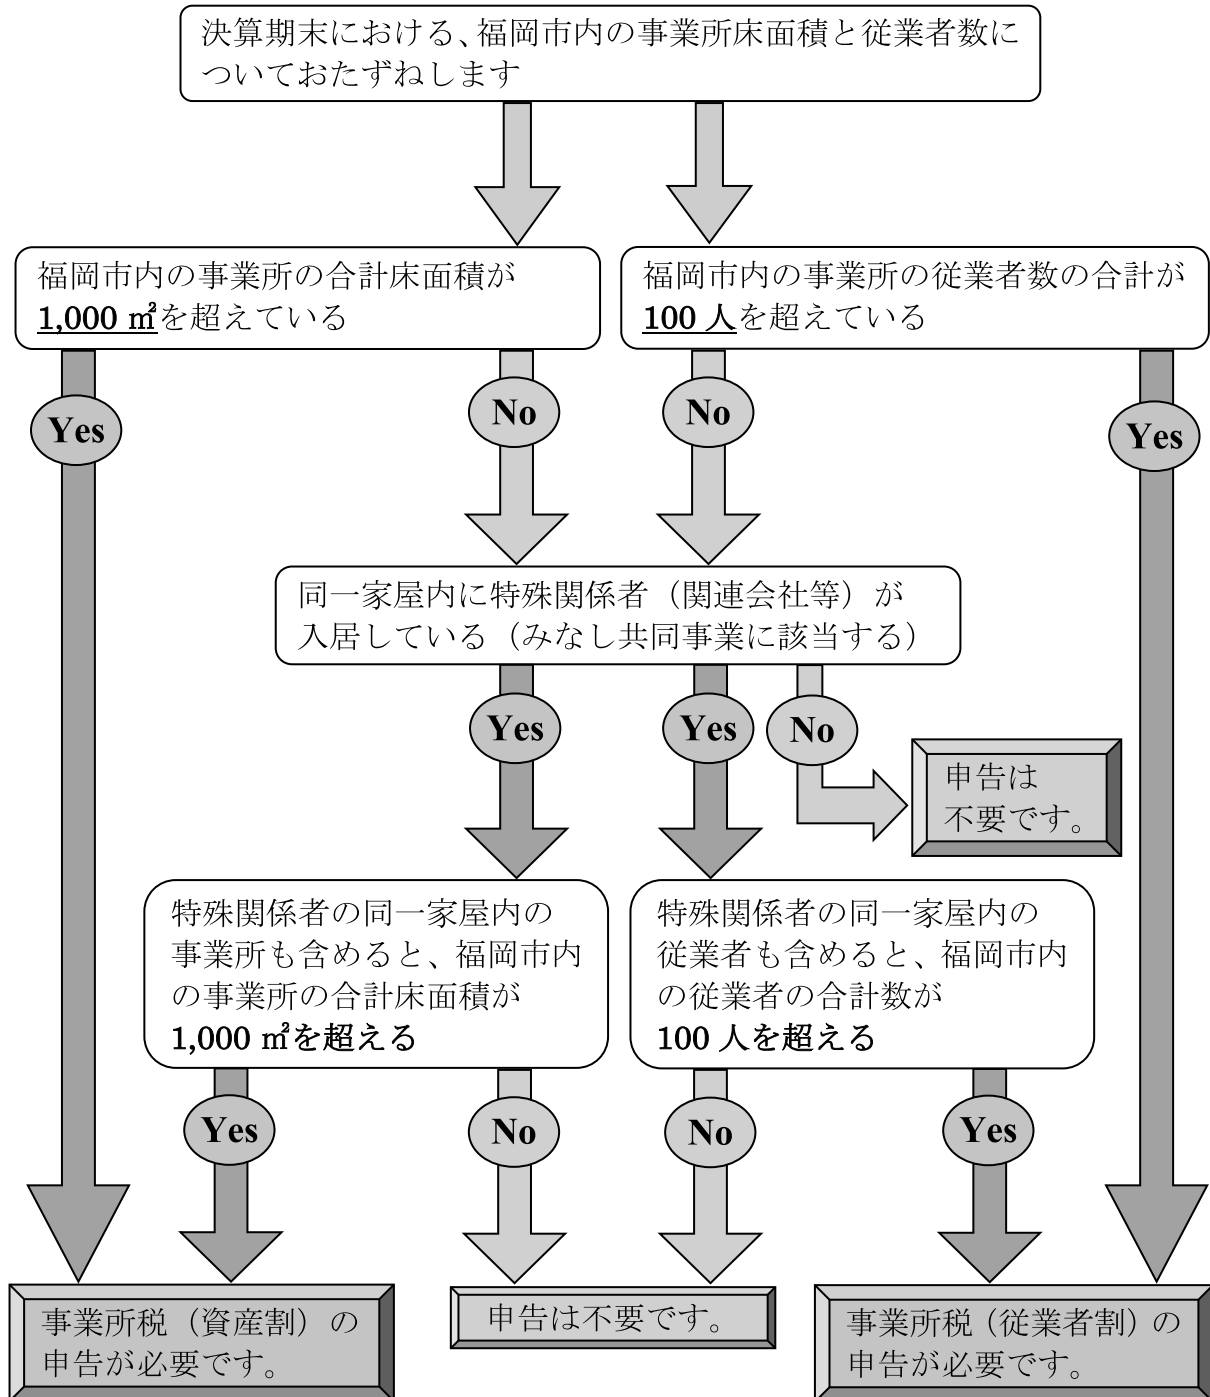 決算期末における、福岡市内の事業所床面積と従業者数に
ついておたずねします
福岡市内の事業所の合計床面積が
1,000 ㎡を超えている
福岡市内の事業所の従業者数の合計が
100 人を超えている
Yes
No
No
Yes
同一家屋内に特殊関係者（関連会社等）が
入居している（みなし共同事業に該当する）
Yes
Yes
No
申告は
不要です。
特殊関係者の同一家屋内の
事業所も含めると、福岡市内
の事業所の合計床面積が
1,000 ㎡を超える
特殊関係者の同一家屋内の
従業者も含めると、福岡市内
の従業者の合計数が
100 人を超える
Yes
No
No
Yes
事業所税（資産割）の
申告が必要です。
申告は不要です。
事業所税（従業者割）の
申告が必要です。